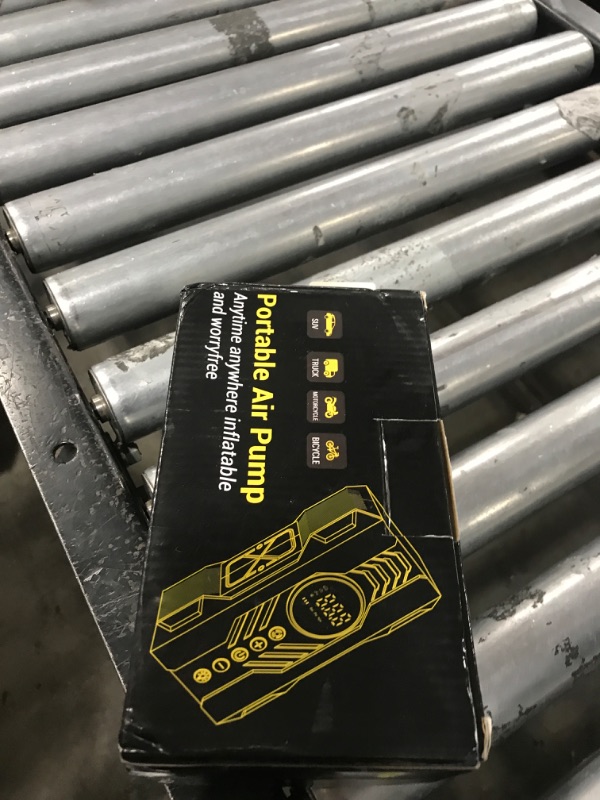 Portable Air Pump
Anytime anywhere inflatable
and worryfree
SUV
TRUCK
MOTORCYCLE
BICYCLE